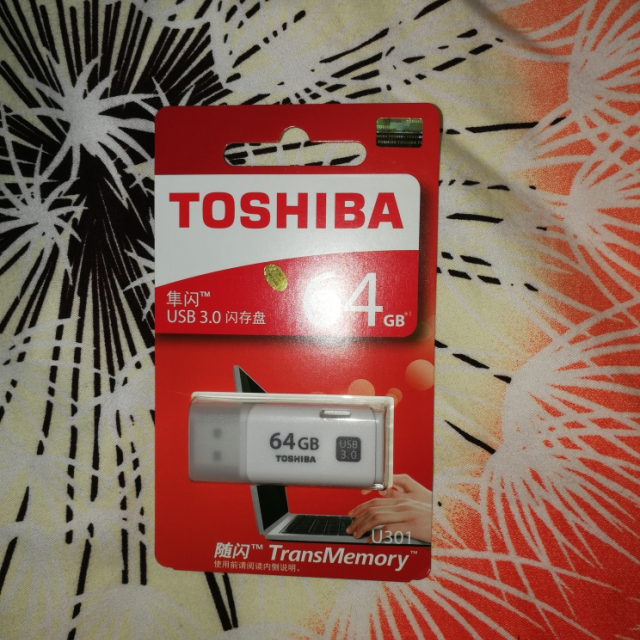 TOSHIBA
64GB
隼闪™
USB 3.0 闪存盘
64GB
TOSHIBA
USB
3.0
U301
随闪™ TransMemory™
使用前请阅读内侧说明。